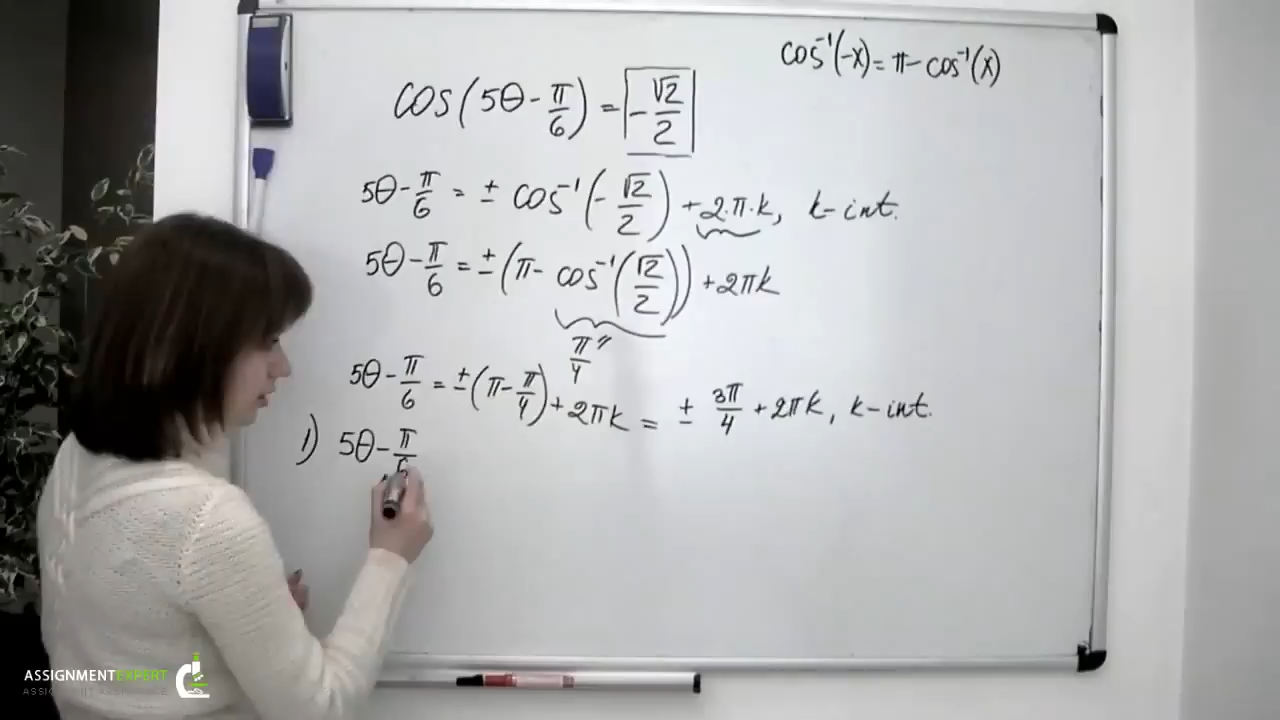 cos⁻¹(-x) = π - cos⁻¹(x)
cos(5θ - π/6) = -√2/2
5θ - π/6 = ± cos⁻¹(-√2/2) + 2·π·k, k-int.
5θ - π/6 = ±(π - cos⁻¹(√2/2)) + 2πk
π/4 "
5θ - π/6 = ±(π - π/4) + 2πk = ± 3π/4 + 2πk, k-int.
1) 5θ - π/6
ASSIGNMENTEXPERT